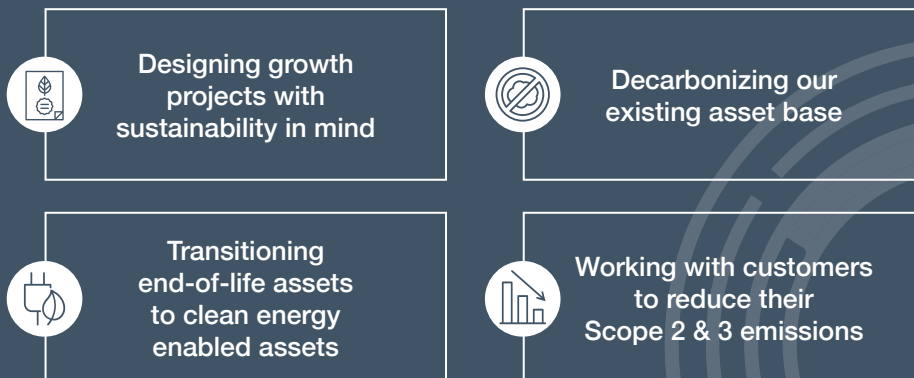 Designing growth
projects with
sustainability in mind
Decarbonizing our
existing asset base
Transitioning
end-of-life assets
to clean energy
enabled assets
Working with customers
to reduce their
Scope 2 & 3 emissions